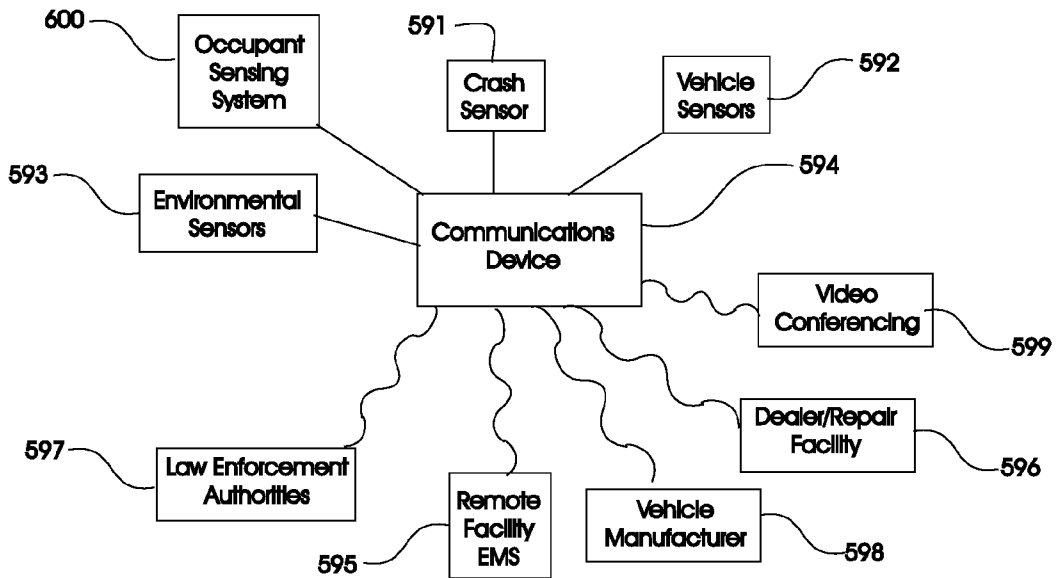 600
Occupant
Sensing
System
591
Crash
Sensor
Vehicle
Sensors
592
593
Environmental
Sensors
Communications
Device
594
Video
Conferencing
599
Dealer/Repair
Facility
596
597
Law Enforcement
Authorities
Remote
Facility
EMS
595
Vehicle
Manufacturer
598